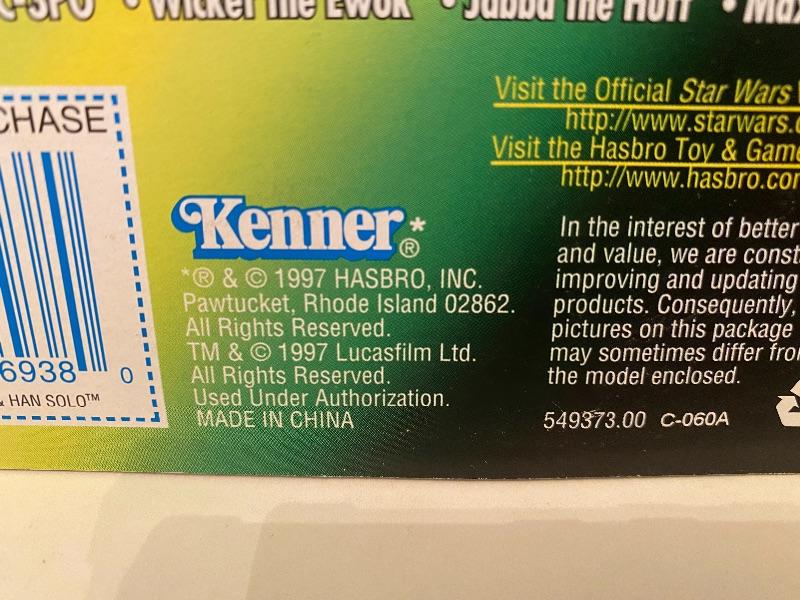 • Wicket the Ewok • Jabba the Hutt •
CHASE
6938 0
& HAN SOLO™
Kenner*®
*® & © 1997 HASBRO, INC.
Pawtucket, Rhode Island 02862.
All Rights Reserved.
TM & © 1997 Lucasfilm Ltd.
All Rights Reserved.
Used Under Authorization.
MADE IN CHINA
Visit the Official Star Wars
http://www.starwars.
Visit the Hasbro Toy & Game
http://www.hasbro.com
In the interest of better
and value, we are const
improving and updating
products. Consequently,
pictures on this package
may sometimes differ from
the model enclosed.
549373.00 C-060A